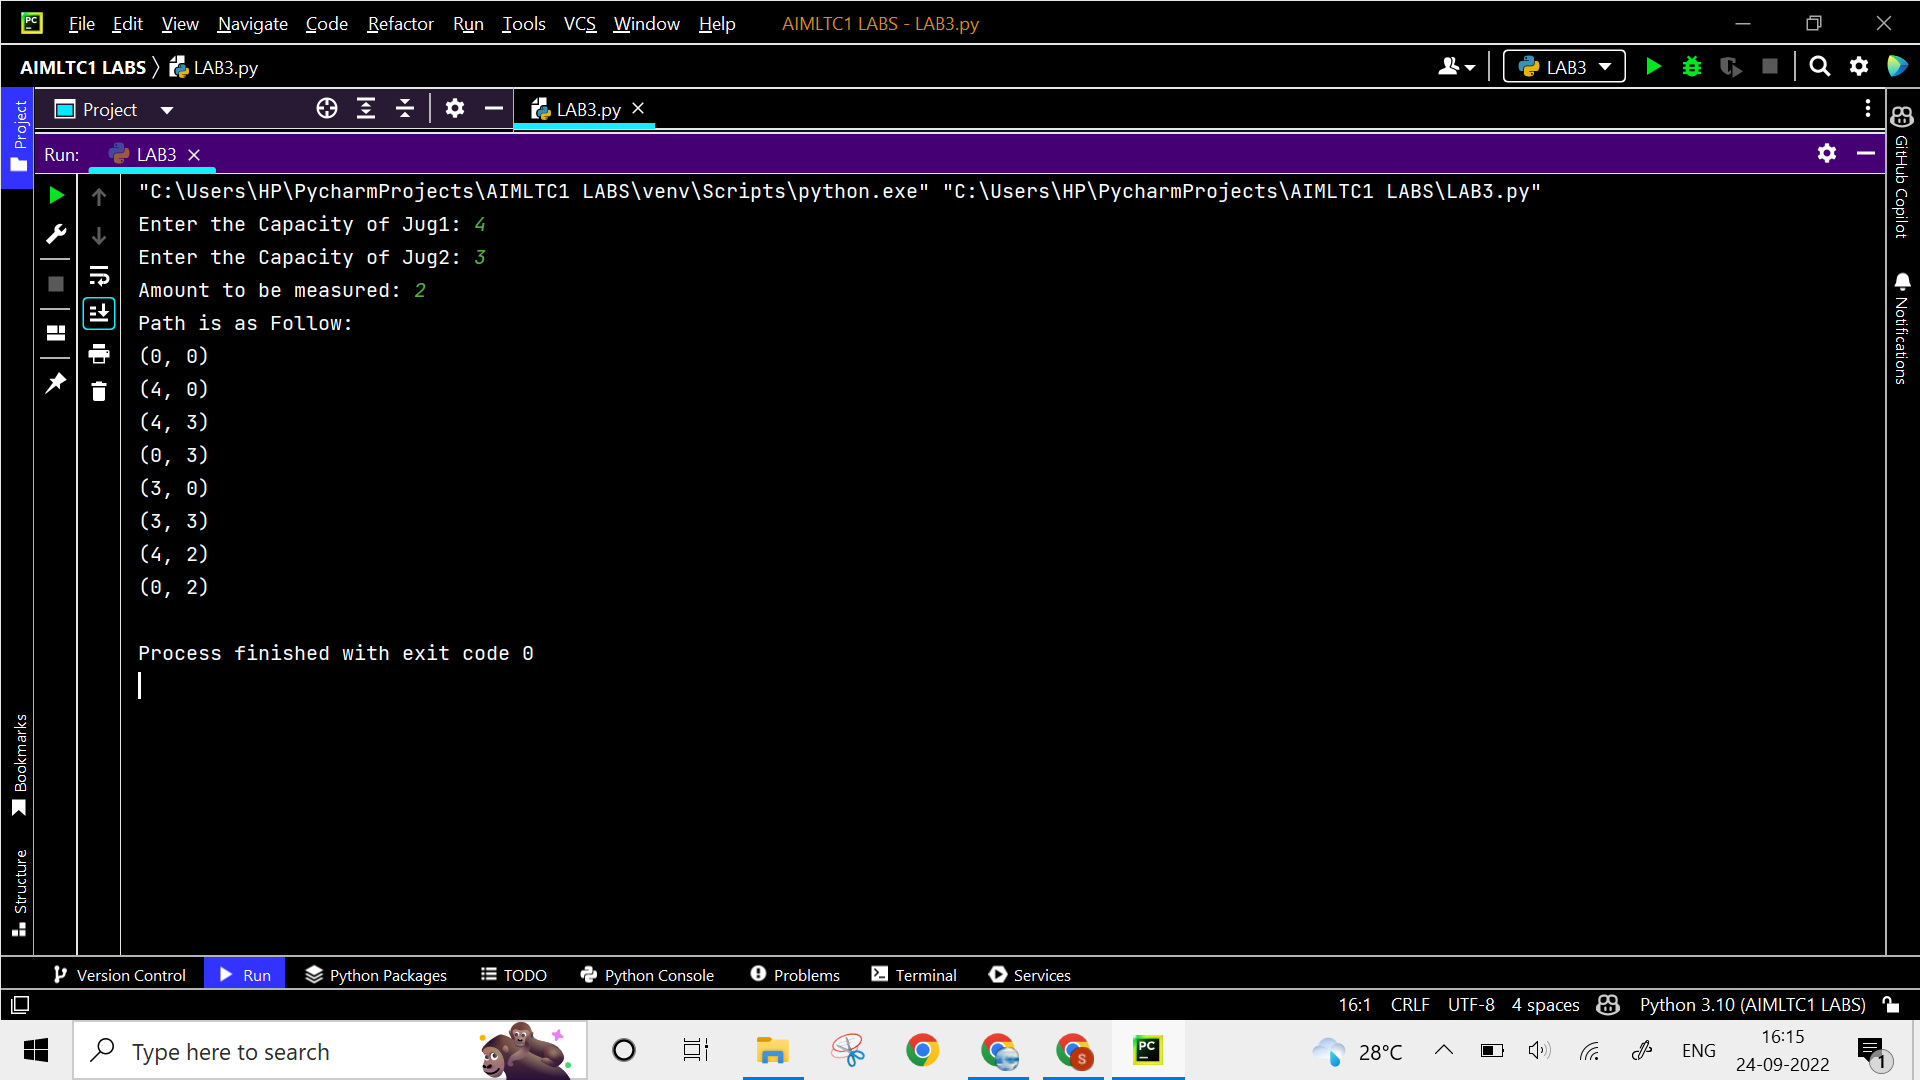 PC File Edit View Navigate Code Refactor Run Tools VCS Window Help AIMLTC1 LABS - LAB3.py
AIMLTC1 LABS LAB3.py LAB3
Project LAB3.py
Project
Run: LAB3
"C:\Users\HP\PycharmProjects\AIMLTC1 LABS\venv\Scripts\python.exe" "C:\Users\HP\PycharmProjects\AIMLTC1 LABS\LAB3.py"
Enter the Capacity of Jug1: 4
Enter the Capacity of Jug2: 3
Amount to be measured: 2
Path is as Follow:
(0, 0)
(4, 0)
(4, 3)
(0, 3)
(3, 0)
(3, 3)
(4, 2)
(0, 2)
Process finished with exit code 0
GitHub Copilot
Notifications
Bookmarks
Structure
Version Control Run Python Packages TODO Python Console Problems Terminal Services
16:1 CRLF UTF-8 4 spaces Python 3.10 (AIMLTC1 LABS)
Type here to search S PC 28°C ENG 16:15
24-09-2022 1